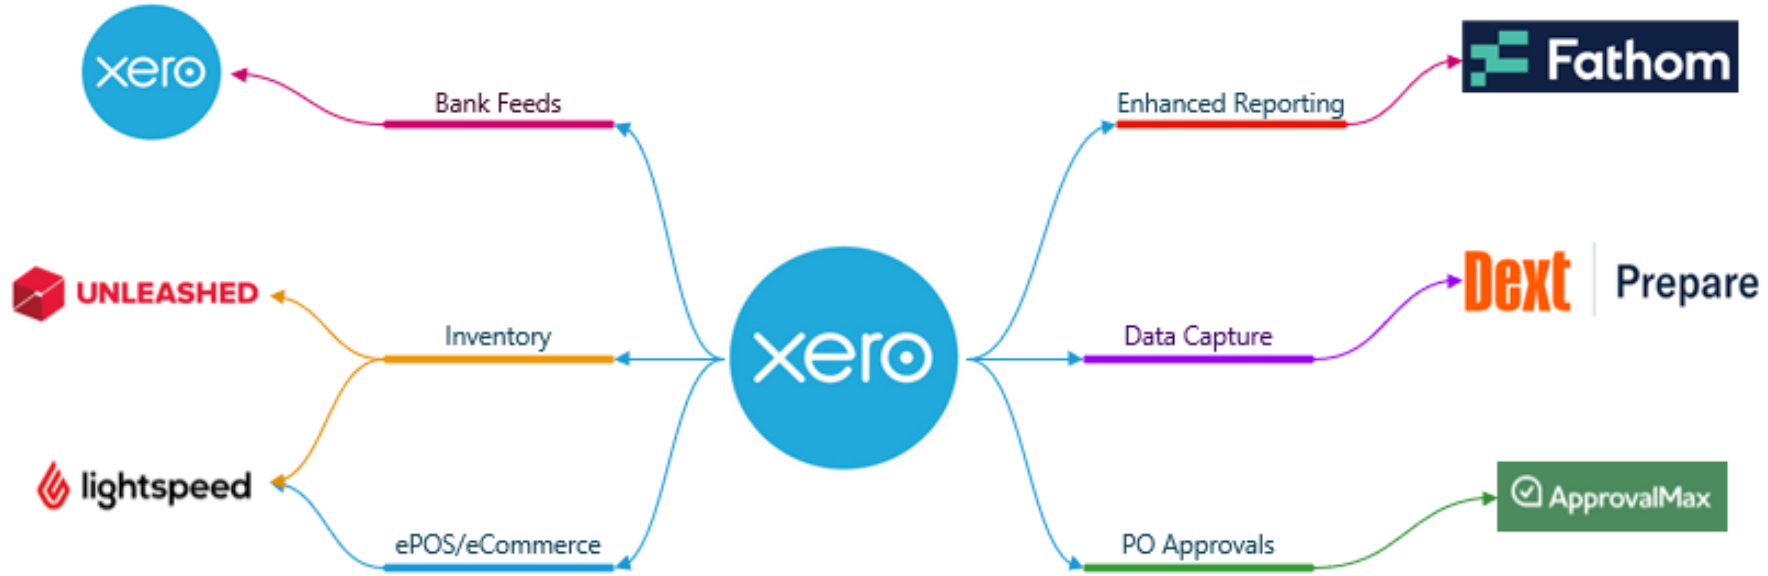 xero
Bank Feeds
Enhanced Reporting
Fathom
UNLEASHED
Inventory
xero
Data Capture
Dext | Prepare
lightspeed
ePOS/eCommerce
PO Approvals
ApprovalMax